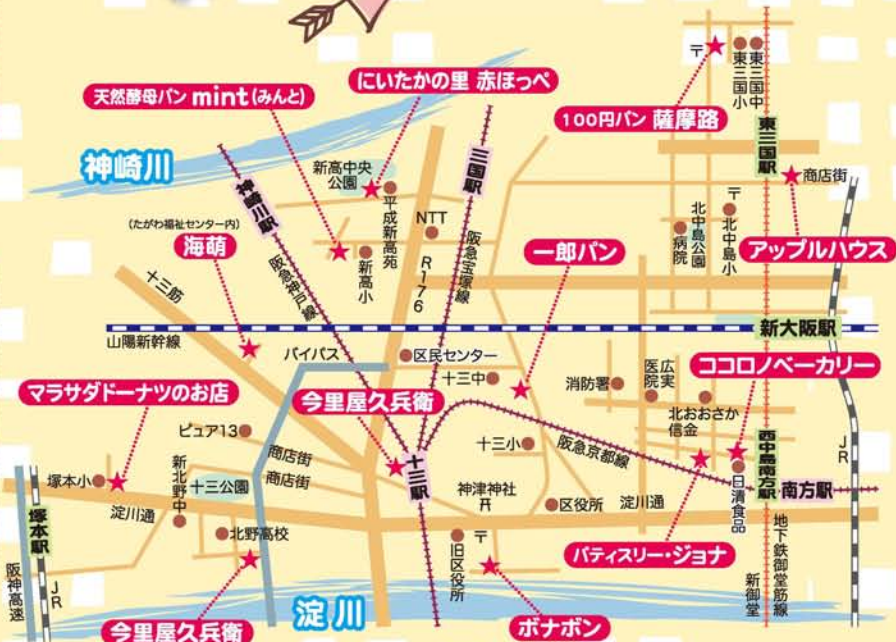 にいたかの里 赤ほっぺ
天然酵母パン mint(みんと)
100円パン 薩摩路
〒
東三国小
東三国中
東三国駅
商店街
アップルハウス
神崎川
神崎川駅
新高中央
公園
平成新高苑
三国駅
NTT
R176
阪急宝塚線
阪急神戸線
新高小
(たがわ福祉センター内)
海萌
十三筋
一郎パン
病院
北中島公園
〒
北中島小
山陽新幹線
新大阪駅
バイパス
区民センター
十三中
消防署
医院
広実
ココロノベーカリー
北おおさか
信金
マラサダドーナツのお店
今里屋久兵衛
ピュア13
商店街
商店街
十三駅
十三小
阪急京都線
西中島南方駅
南方駅
JR
塚本小
新北野中
十三公園
淀川通
北野高校
神津神社
区役所
淀川通
日清食品
塚本駅
阪神高速
JR
旧区役所
〒
パティスリー・ジョナ
新御堂
地下鉄御堂筋線
今里屋久兵衛
淀川
ボナボン